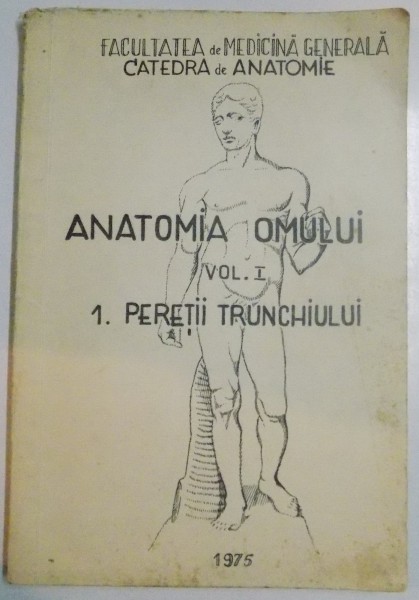 FACULTATEA de MEDICINĂ GENERALĂ
CATEDRA de ANATOMIE
ANATOMIA OMULUI
VOL. I
1. PEREȚII TRUNCHIULUI
1975